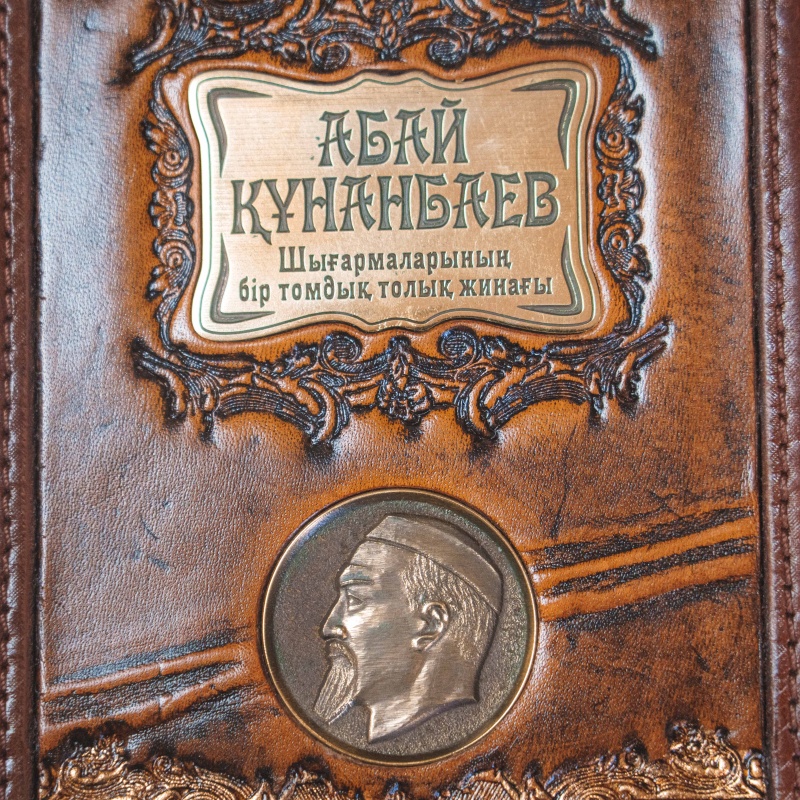 АБАЙ
ҚҰНАНБАЕВ
Шығармаларының
бір томдық толық жинағы